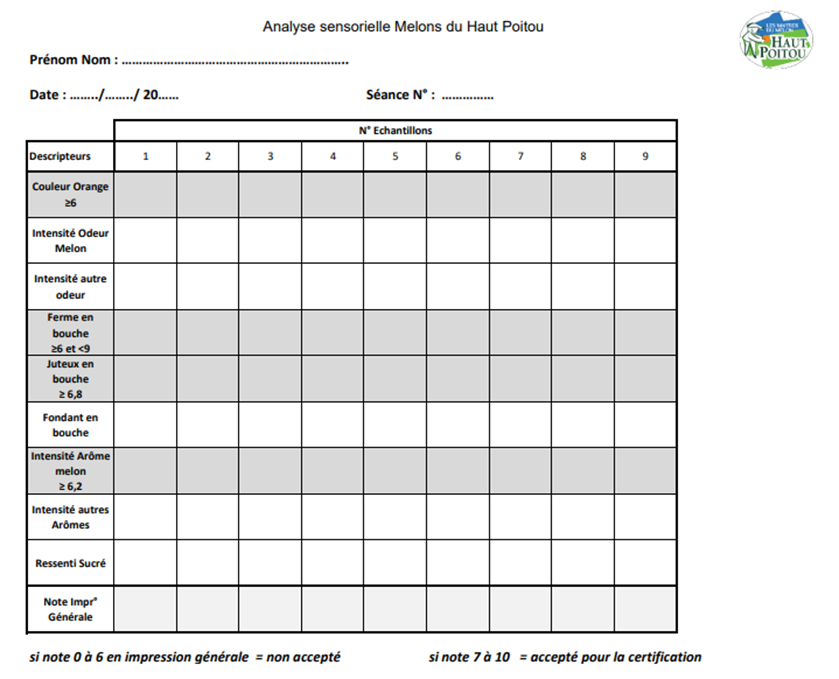 Analyse sensorielle Melons du Haut Poitou
LES MAITRES
DU MELON
HAUT
POITOU
Prénom Nom : ……………………………………………………….
Date : ……../……../ 20……
Séance N° : ……………
N° Echantillons
Descripteurs 1 2 3 4 5 6 7 8 9
Couleur Orange
≥6
Intensité Odeur
Melon
Intensité autre
odeur
Ferme en
bouche
≥6 et <9
Juteux en
bouche
≥ 6,8
Fondant en
bouche
Intensité Arôme
melon
≥ 6,2
Intensité autres
Arômes
Ressenti Sucré
Note Impr°
Générale
si note 0 à 6 en impression générale = non accepté
si note 7 à 10 = accepté pour la certification